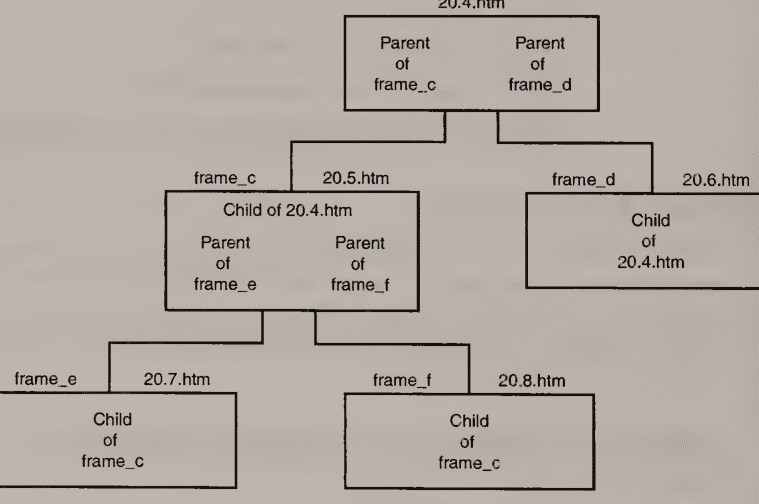 20.4.htm
Parent Parent
of of
frame_c frame_d
frame_c 20.5.htm
Child of 20.4.htm
Parent Parent
of of
frame_e frame_f
frame_d 20.6.htm
Child
of
20.4.htm
frame_e 20.7.htm
Child
of
frame_c
frame_f 20.8.htm
Child
of
frame_c